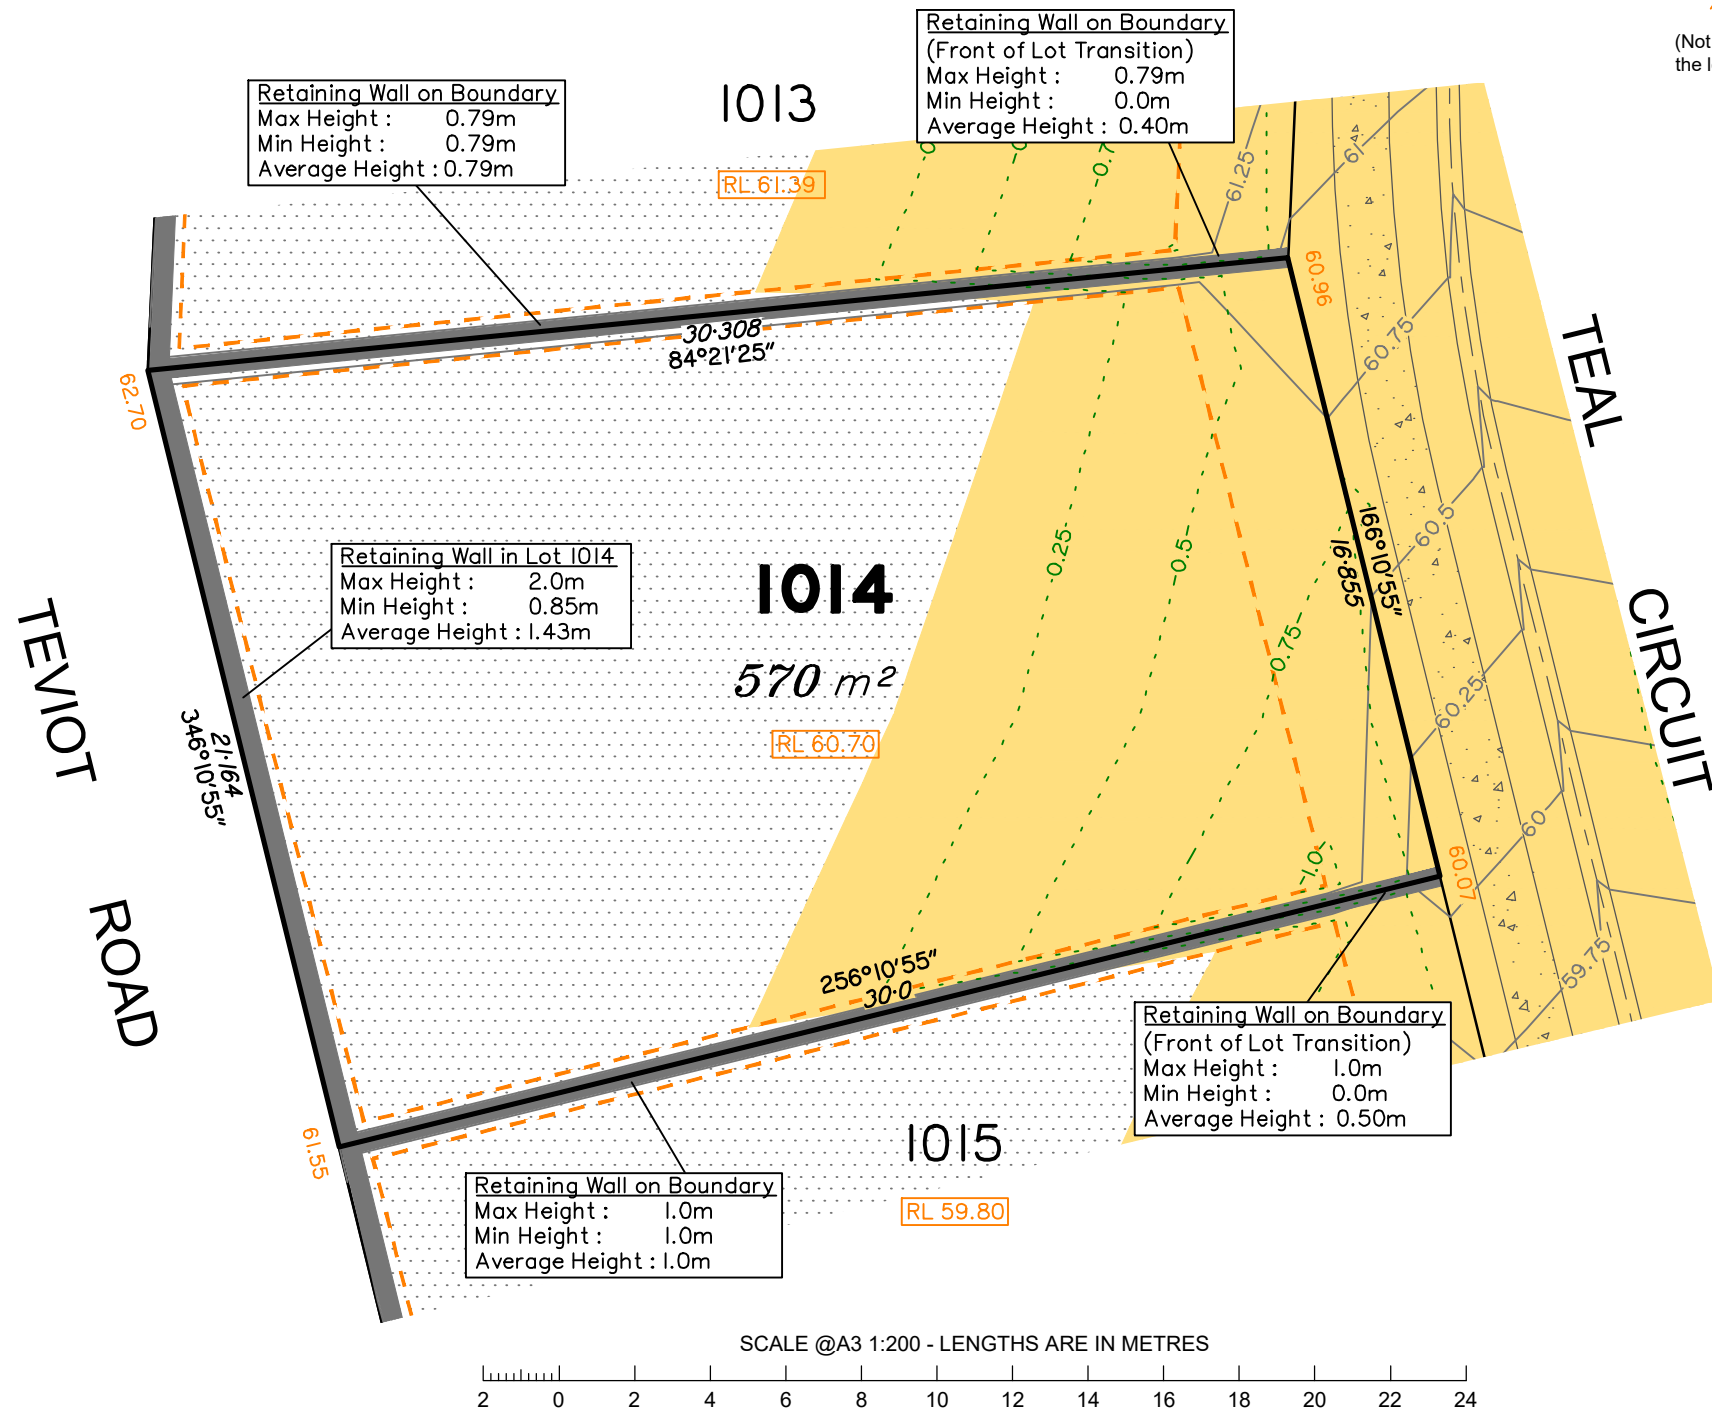 (Not
the l
Retaining Wall on Boundary
(Front of Lot Transition)
Max Height : 0.79m
Min Height : 0.0m
Average Height : 0.40m
Retaining Wall on Boundary
Max Height : 0.79m
Min Height : 0.79m
Average Height : 0.79m
1013
RL 61.39
0.7
61.25
61
60.96
60.75
TEAL
CIRCUIT
30·308
84°21'25"
62.70
166°10'55"
16·855
60.5
0.25
0.5
0.75
1.0
Retaining Wall in Lot 1014
Max Height : 2.0m
Min Height : 0.85m
Average Height : 1.43m
1014
570 m²
RL 60.70
TEVIOT
ROAD
21·164
346°10'55"
60.25
60
60.07
59.75
256°10'55"
30·0
61.55
Retaining Wall on Boundary
(Front of Lot Transition)
Max Height : 1.0m
Min Height : 0.0m
Average Height : 0.50m
1015
RL 59.80
Retaining Wall on Boundary
Max Height : 1.0m
Min Height : 1.0m
Average Height : 1.0m
SCALE @A3 1:200 - LENGTHS ARE IN METRES
2 0 2 4 6 8 10 12 14 16 18 20 22 24